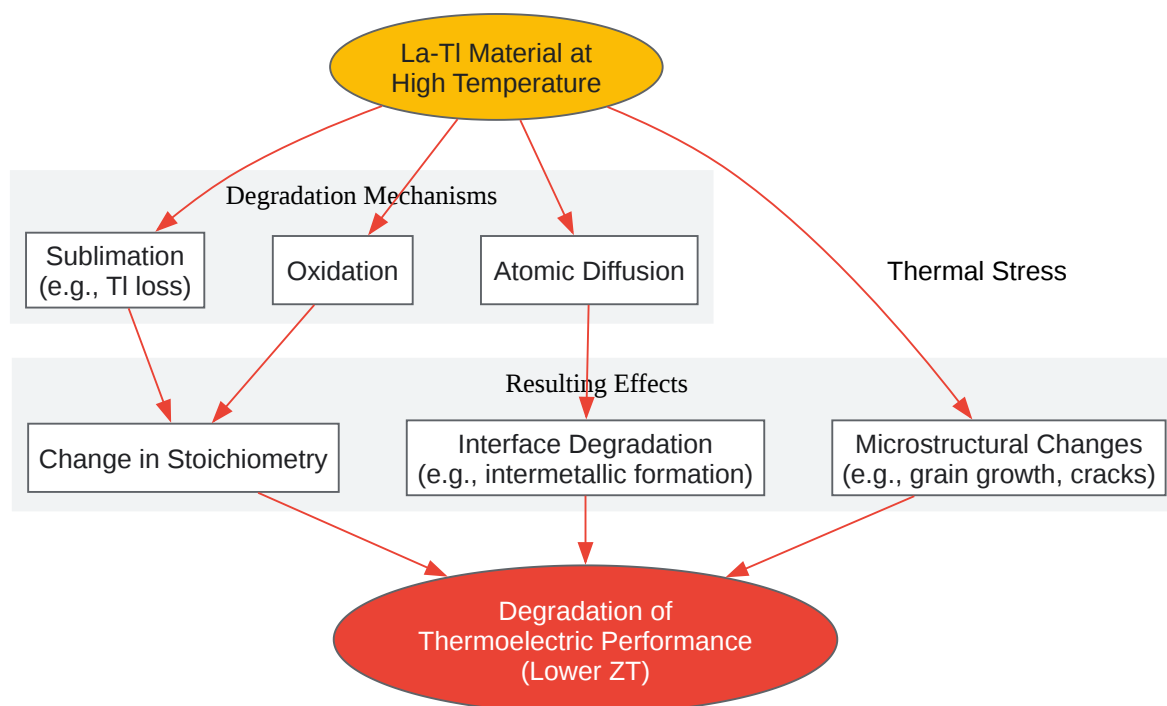 La-Tl Material at
High Temperature
Degradation Mechanisms
Sublimation
(e.g., Tl loss)
Oxidation
Atomic Diffusion
Thermal Stress
Resulting Effects
Change in Stoichiometry
Interface Degradation
(e.g., intermetallic formation)
Microstructural Changes
(e.g., grain growth, cracks)
Degradation of
Thermoelectric Performance
(Lower ZT)